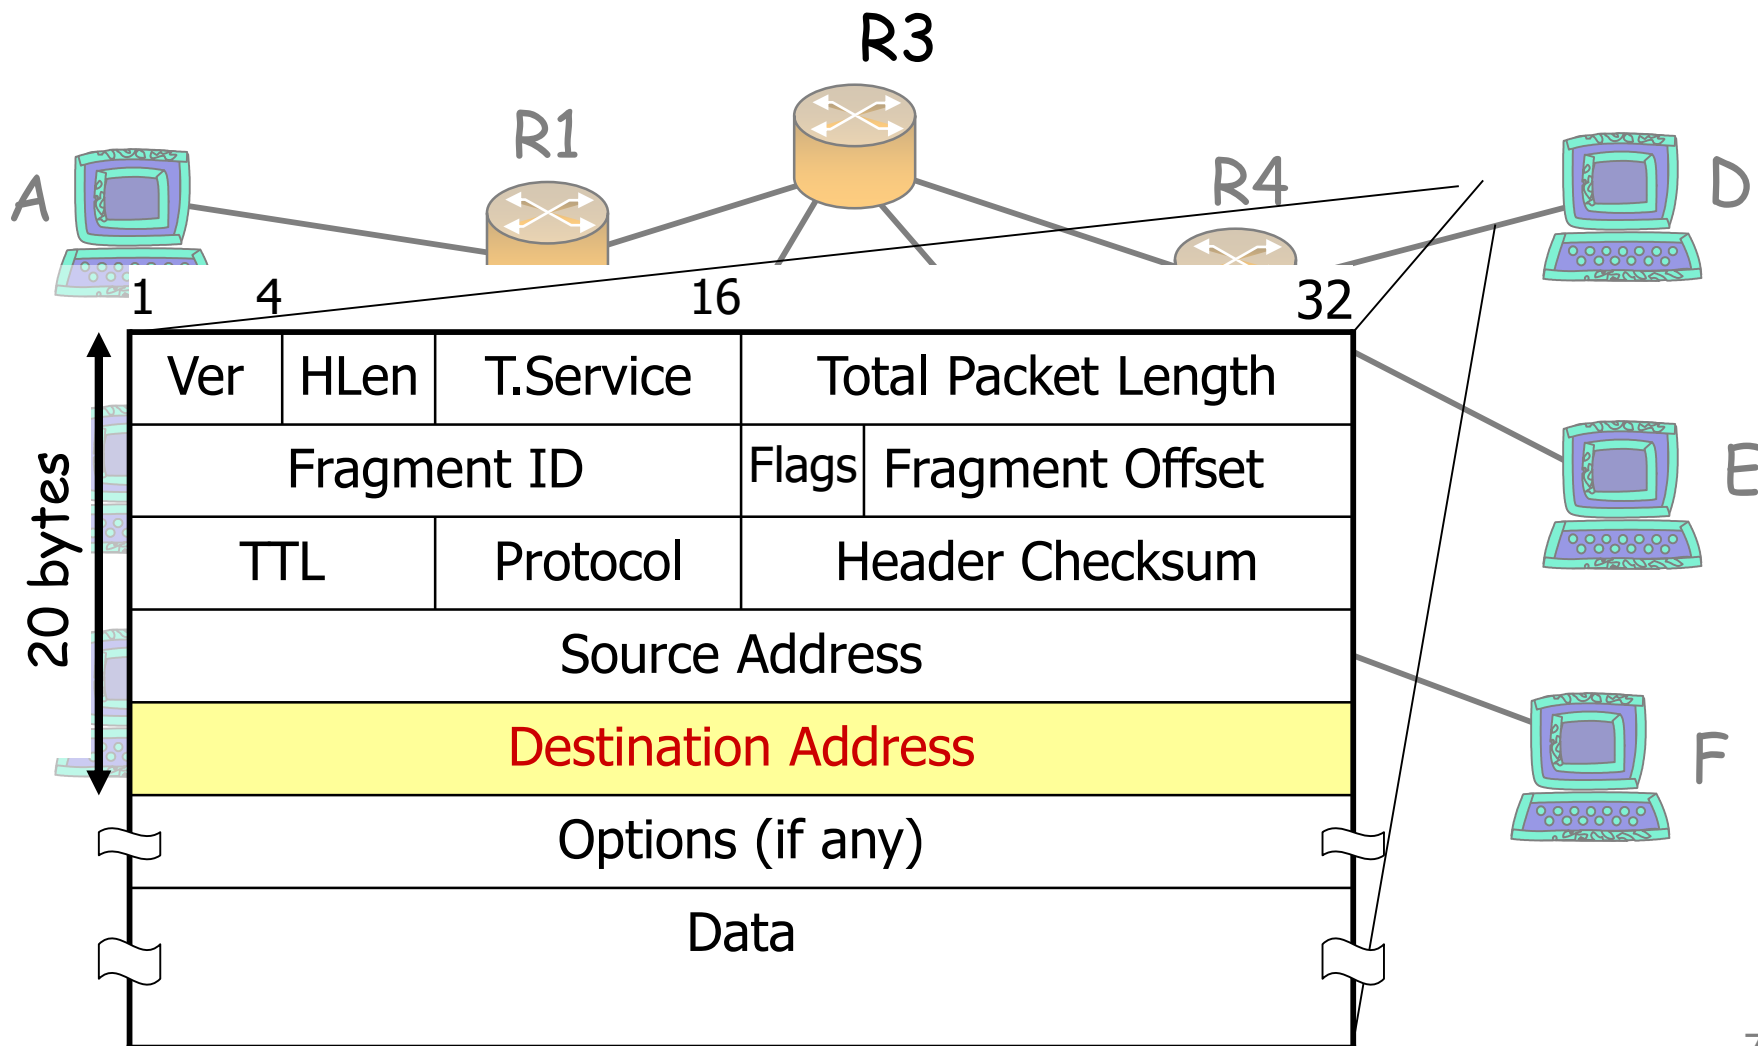 R3
R1
R4
A
D
1 4 16 32
Ver HLen T.Service Total Packet Length
Fragment ID Flags Fragment Offset
E
TTL Protocol Header Checksum
20 bytes
Source Address
Destination Address
F
Options (if any)
Data
7